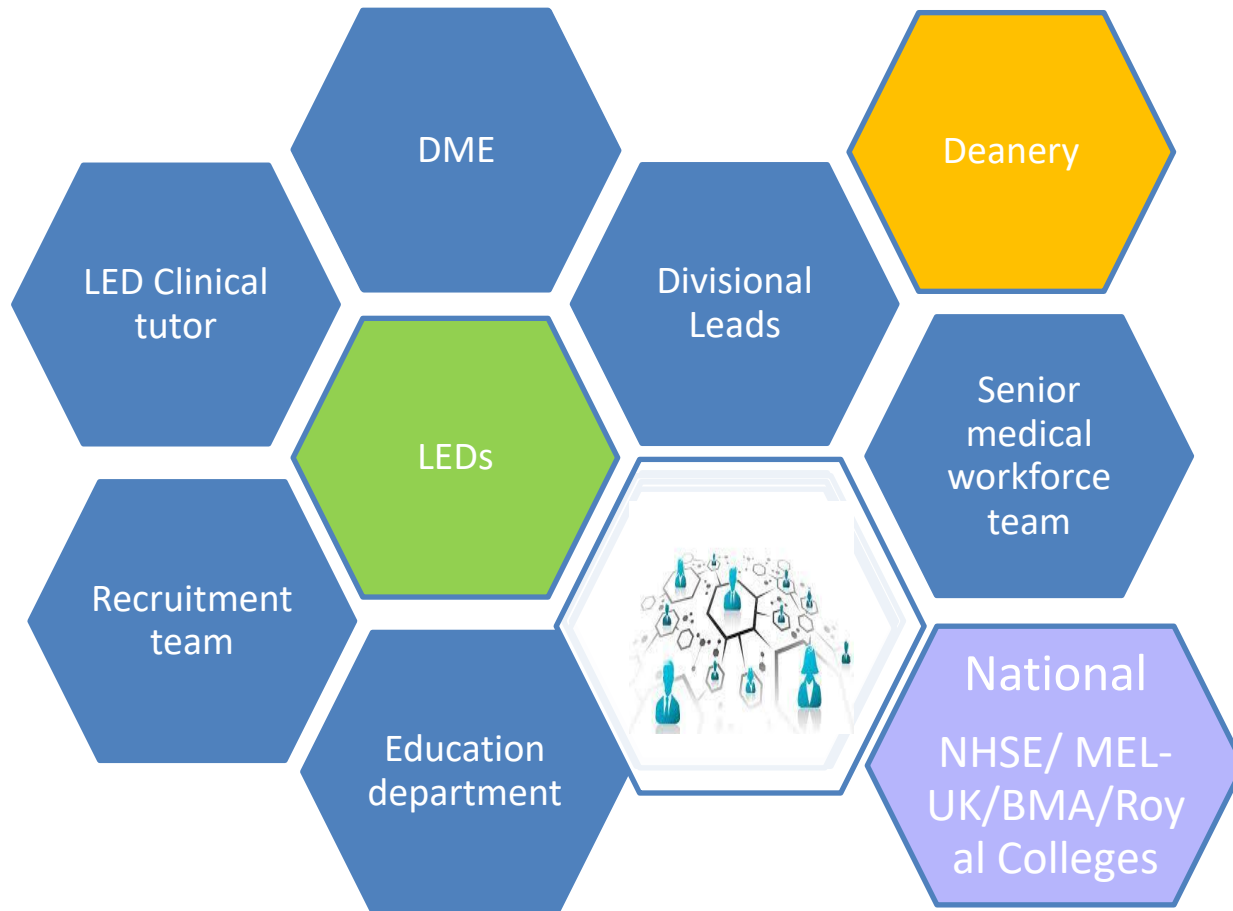 DME
Deanery
LED Clinical
tutor
Divisional
Leads
LEDs
Senior
medical
workforce
team
Recruitment
team
Education
department
National
NHSE/ MEL-
UK/BMA/Roy
al Colleges